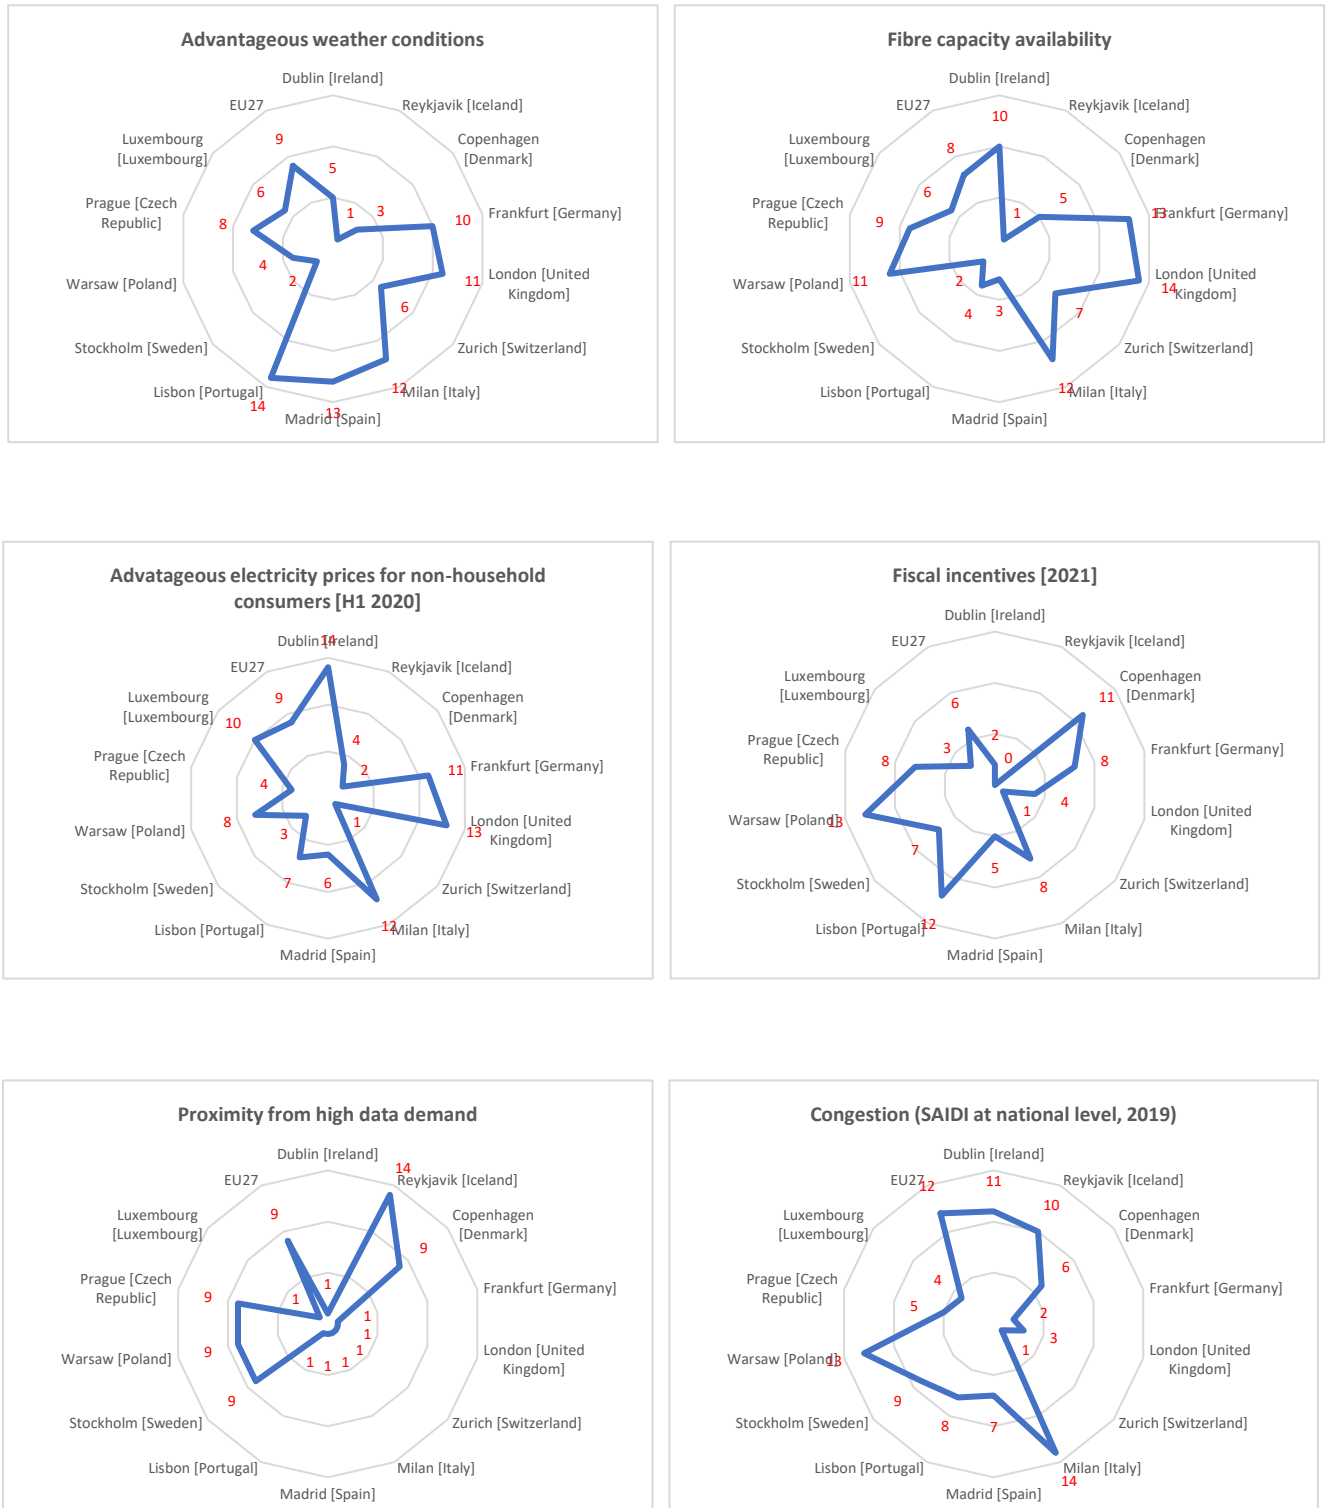 Advantageous weather conditions
Dublin [Ireland]
EU27
Reykjavik [Iceland]
Luxembourg
[Luxembourg]
Copenhagen
[Denmark]
Prague [Czech
Republic]
Frankfurt [Germany]
Warsaw [Poland]
London [United
Kingdom]
Stockholm [Sweden]
Zurich [Switzerland]
Lisbon [Portugal]
Milan [Italy]
Madrid [Spain]
5
1
3
10
11
6
12
13
14
2
4
8
6
9
Fibre capacity availability
Dublin [Ireland]
EU27
Reykjavik [Iceland]
Luxembourg
[Luxembourg]
Copenhagen
[Denmark]
Prague [Czech
Republic]
Frankfurt [Germany]
Warsaw [Poland]
London [United
Kingdom]
Stockholm [Sweden]
Zurich [Switzerland]
Lisbon [Portugal]
Milan [Italy]
Madrid [Spain]
10
1
5
13
14
7
12
3
4
2
11
9
6
8
Advatageous electricity prices for non-household
consumers [H1 2020]
Dublin [Ireland]
EU27
Reykjavik [Iceland]
Luxembourg
[Luxembourg]
Copenhagen
[Denmark]
Prague [Czech
Republic]
Frankfurt [Germany]
Warsaw [Poland]
London [United
Kingdom]
Stockholm [Sweden]
Zurich [Switzerland]
Lisbon [Portugal]
Milan [Italy]
Madrid [Spain]
14
4
2
11
13
1
12
6
7
3
8
4
10
9
Fiscal incentives [2021]
Dublin [Ireland]
EU27
Reykjavik [Iceland]
Luxembourg
[Luxembourg]
Copenhagen
[Denmark]
Prague [Czech
Republic]
Frankfurt [Germany]
Warsaw [Poland]
London [United
Kingdom]
Stockholm [Sweden]
Zurich [Switzerland]
Lisbon [Portugal]
Milan [Italy]
Madrid [Spain]
2
0
11
8
4
1
8
5
12
7
13
8
3
6
Proximity from high data demand
Dublin [Ireland]
EU27
Reykjavik [Iceland]
Luxembourg
[Luxembourg]
Copenhagen
[Denmark]
Prague [Czech
Republic]
Frankfurt [Germany]
Warsaw [Poland]
London [United
Kingdom]
Stockholm [Sweden]
Zurich [Switzerland]
Lisbon [Portugal]
Milan [Italy]
Madrid [Spain]
1
14
9
1
1
1
1
1
1
9
9
9
1
9
Congestion (SAIDI at national level, 2019)
Dublin [Ireland]
EU27
Reykjavik [Iceland]
Luxembourg
[Luxembourg]
Copenhagen
[Denmark]
Prague [Czech
Republic]
Frankfurt [Germany]
Warsaw [Poland]
London [United
Kingdom]
Stockholm [Sweden]
Zurich [Switzerland]
Lisbon [Portugal]
Milan [Italy]
Madrid [Spain]
11
10
6
2
3
1
14
7
8
9
13
5
4
12